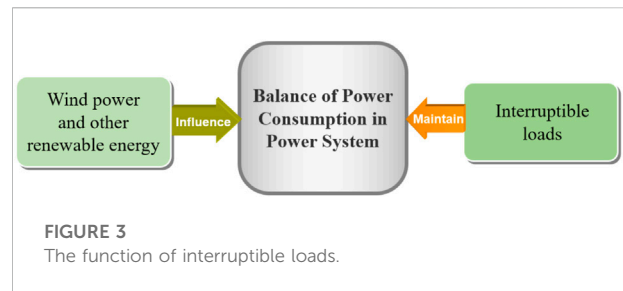 Wind power
and other
renewable energy
Influence
Balance of Power
Consumption in
Power System
Maintain
Interruptible
loads
FIGURE 3
The function of interruptible loads.